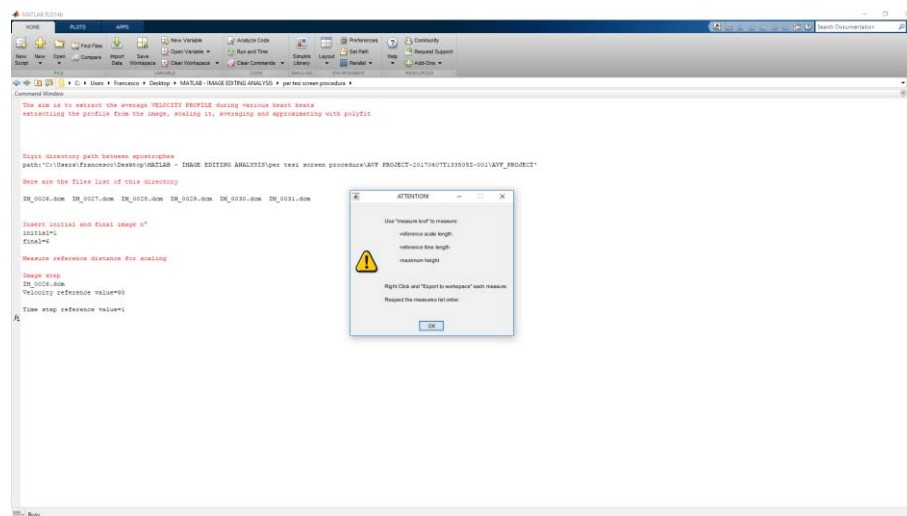 MATLAB R2014b
HOME PLOTS APPS
Search Documentation
New Script
New
Open
Find Files
Compare
Import Data
Save Workspace
New Variable
Open Variable
Clear Workspace
Analyze Code
Run and Time
Clear Commands
Simulink Library
Layout
Preferences
Set Path
Parallel
Help
Community
Request Support
Add-Ons
FILE VARIABLE CODE SIMULINK ENVIRONMENT RESOURCES
C: Users Francesco Desktop MATLAB - IMAGE EDITING ANALYSIS per tesi screen procedura
Command Window
The aim is to extract the average VELOCITY PROFILE during various heart beats
extracting the profile from the image, scaling it, averaging and approximating with polyfit
Digit directory path between apostrophes
path='C:\Users\Francesco\Desktop\MATLAB - IMAGE EDITING ANALYSIS\per tesi screen procedura\AVF PROJECT-20170407T133505Z-001\AVF_PROJECT'
Here are the files list of this directory
IM_0026.dcm IM_0027.dcm IM_0028.dcm IM_0029.dcm IM_0030.dcm IM_0031.dcm
Insert initial and final image n°
initial=1
final=6
Measure reference distance for scaling
Image step
IM_0026.dcm
Velocity reference value=80
Time step reference value=1
fx
ATTENTION!
Use "measure tool" to measure:
-reference scale length
-reference time length
-maximum height
Right Click and "Export to workspace" each measure.
Respect the measures list order.
OK
Busy